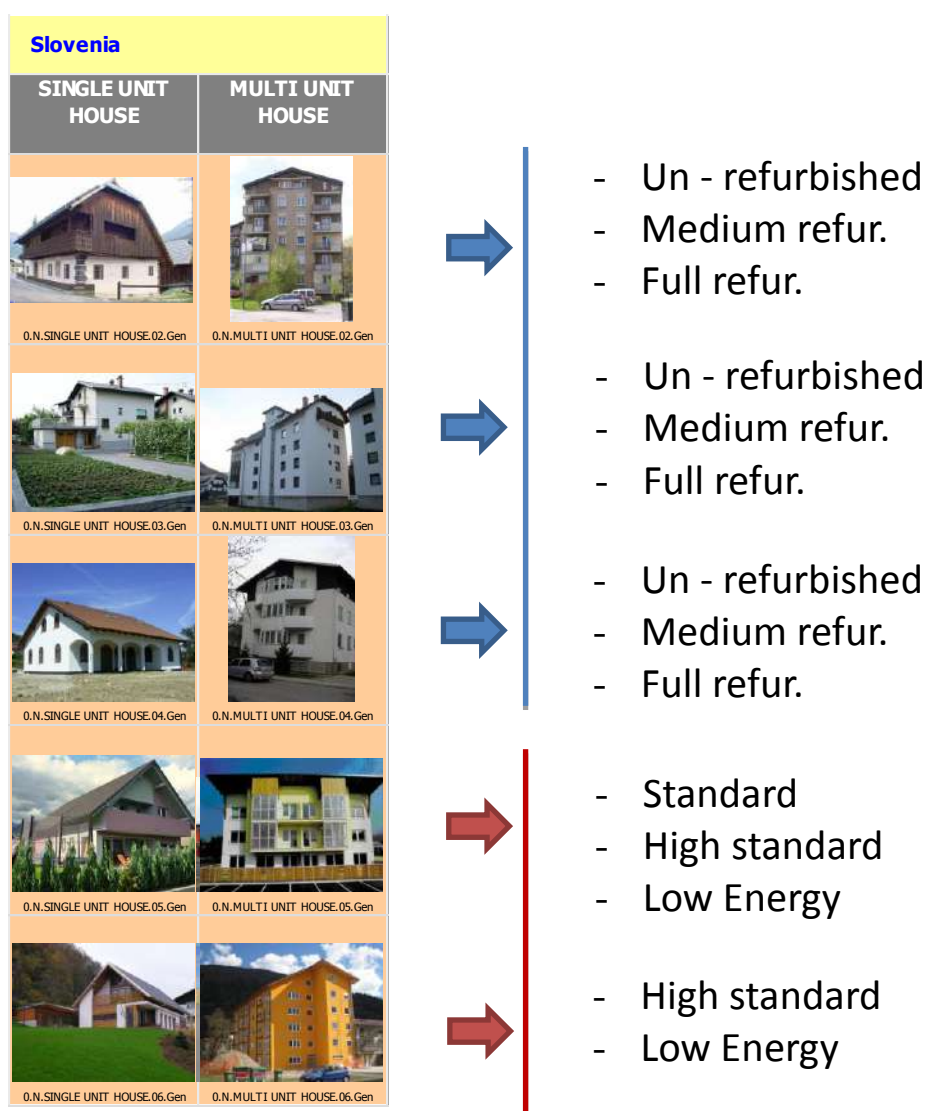 Slovenia
SINGLE UNIT
HOUSE
MULTI UNIT
HOUSE
0.N.SINGLE UNIT HOUSE.02.Gen
0.N.MULTI UNIT HOUSE.02.Gen
- Un - refurbished
- Medium refur.
- Full refur.
0.N.SINGLE UNIT HOUSE.03.Gen
0.N.MULTI UNIT HOUSE.03.Gen
- Un - refurbished
- Medium refur.
- Full refur.
0.N.SINGLE UNIT HOUSE.04.Gen
0.N.MULTI UNIT HOUSE.04.Gen
- Un - refurbished
- Medium refur.
- Full refur.
0.N.SINGLE UNIT HOUSE.05.Gen
0.N.MULTI UNIT HOUSE.05.Gen
- Standard
- High standard
- Low Energy
0.N.SINGLE UNIT HOUSE.06.Gen
0.N.MULTI UNIT HOUSE.06.Gen
- High standard
- Low Energy